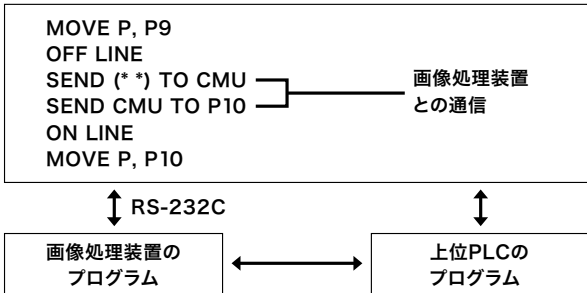 MOVE P, P9
OFF LINE
SEND (* *) TO CMU
SEND CMU TO P10
ON LINE
MOVE P, P10
画像処理装置
との通信
RS-232C
画像処理装置の
プログラム
上位PLCの
プログラム